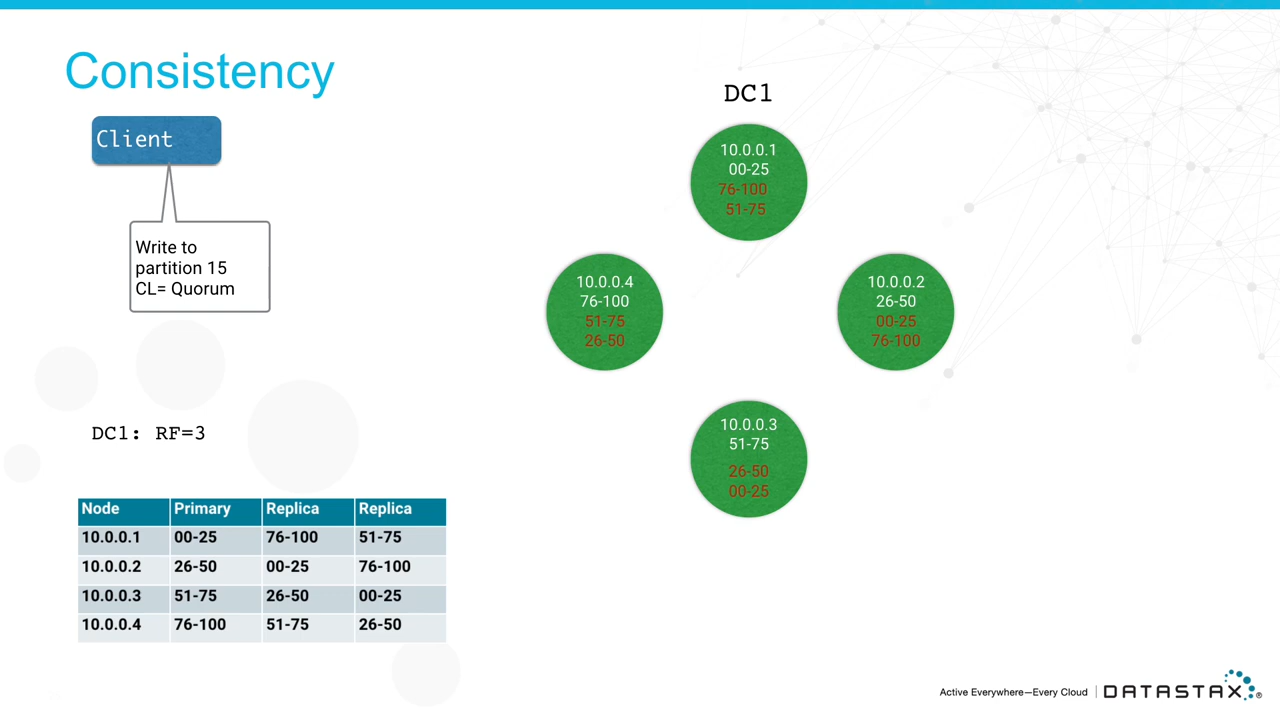 Consistency
Client
Write to
partition 15
CL= Quorum
DC1: RF=3
Node Primary Replica Replica
10.0.0.1 00-25 76-100 51-75
10.0.0.2 26-50 00-25 76-100
10.0.0.3 51-75 26-50 00-25
10.0.0.4 76-100 51-75 26-50
DC1
10.0.0.1
00-25
76-100
51-75
10.0.0.4
76-100
51-75
26-50
10.0.0.2
26-50
00-25
76-100
10.0.0.3
51-75
26-50
00-25
Active Everywhere—Every Cloud | DATASTAX®